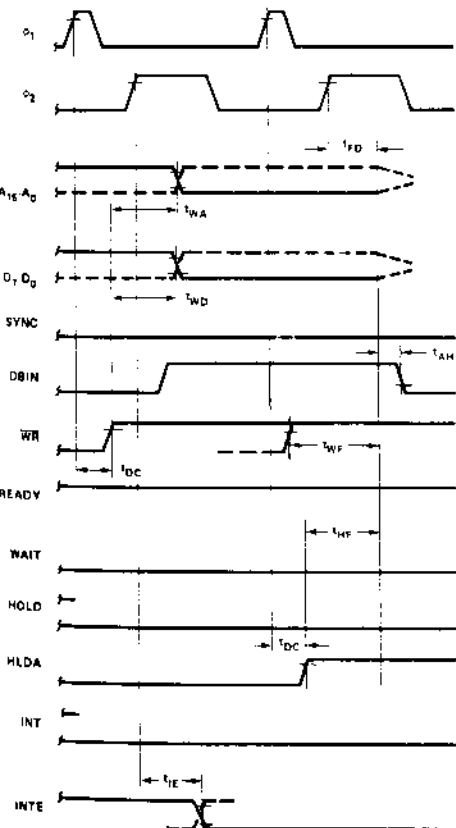 φ1
φ2
tFD
A15-A0
tWA
D7 D0
tWD
SYNC
tAH
DBIN
WR
tWF
tDC
READY
tHF
WAIT
HOLD
tDC
HLDA
INT
tIE
INTE